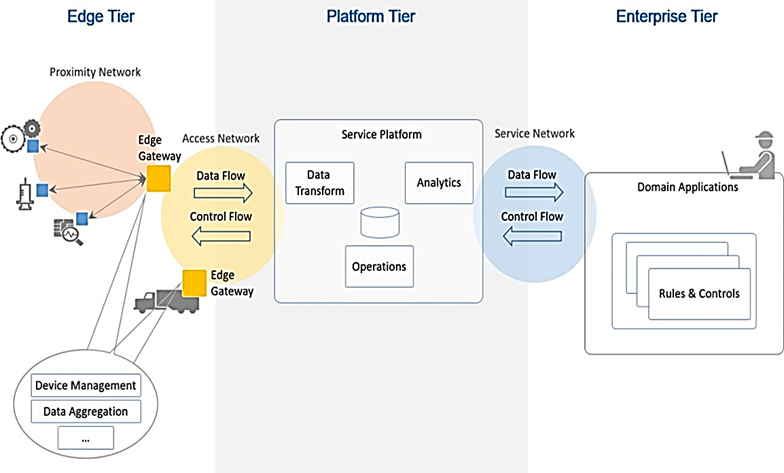 Edge Tier
Platform Tier
Enterprise Tier
Proximity Network
Edge
Gateway
Access Network
Data Flow
Control Flow
Edge
Gateway
Service Platform
Data
Transform
Analytics
Operations
Service Network
Data Flow
Control Flow
Domain Applications
Rules & Controls
Device Management
Data Aggregation
...